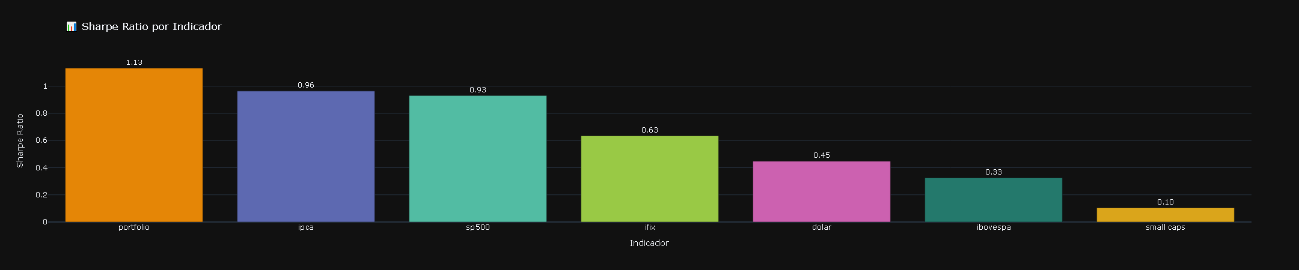 📊 Sharpe Ratio por Indicador
1.13
0.96
0.93
0.63
0.45
0.33
0.10
1
0.8
0.6
0.4
0.2
0
Sharpe Ratio
portfolio
ipca
sp500
ifix
dolar
ibovespa
small caps
Indicador